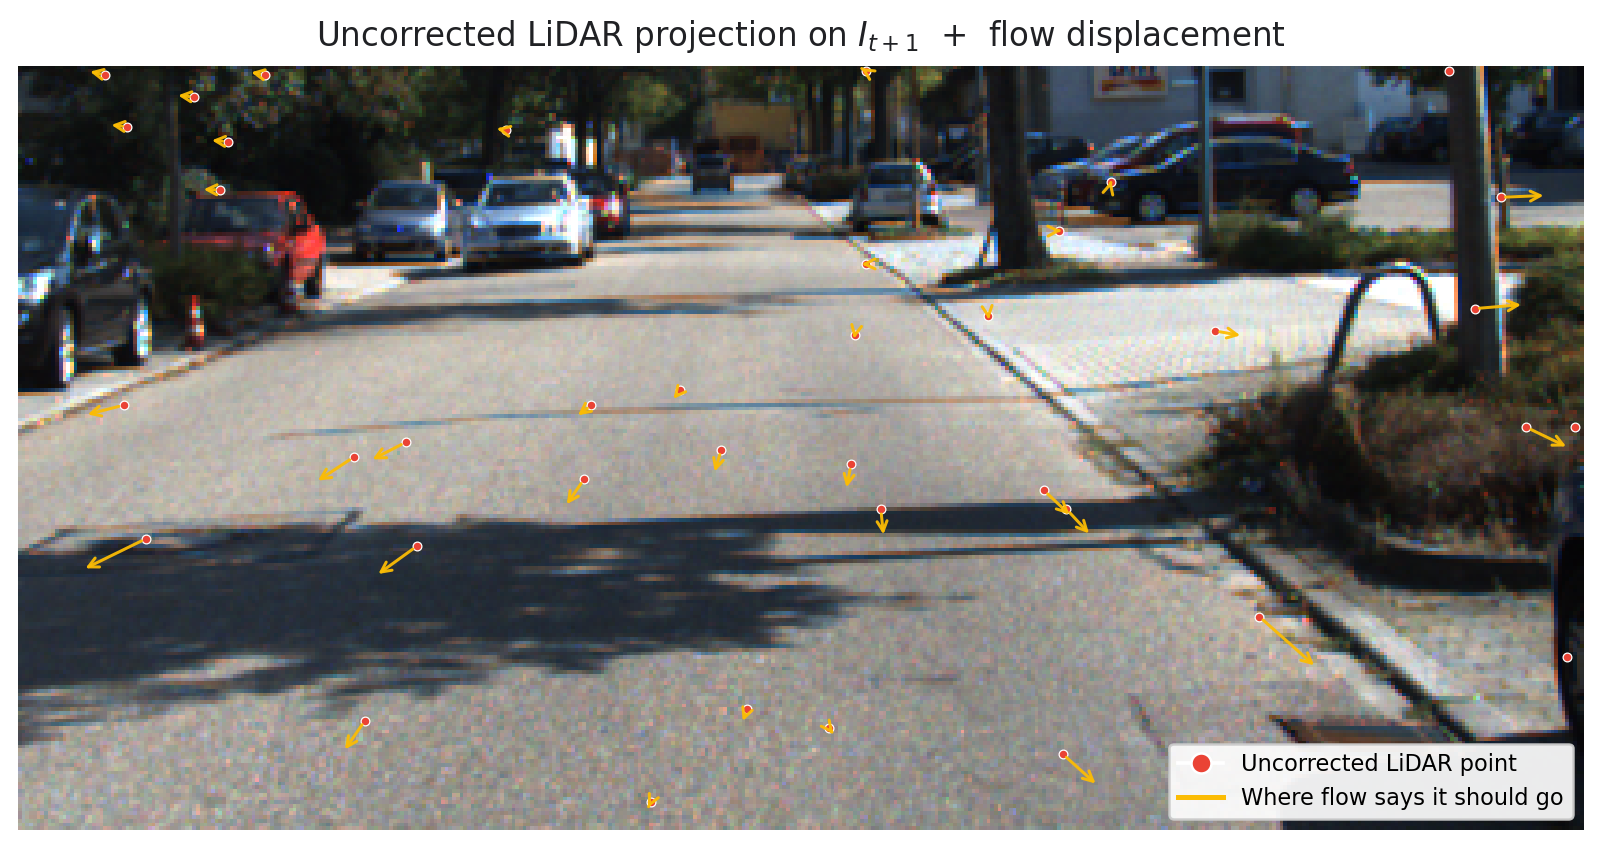 Uncorrected LiDAR projection on I_{t+1} + flow displacement
Uncorrected LiDAR point
Where flow says it should go